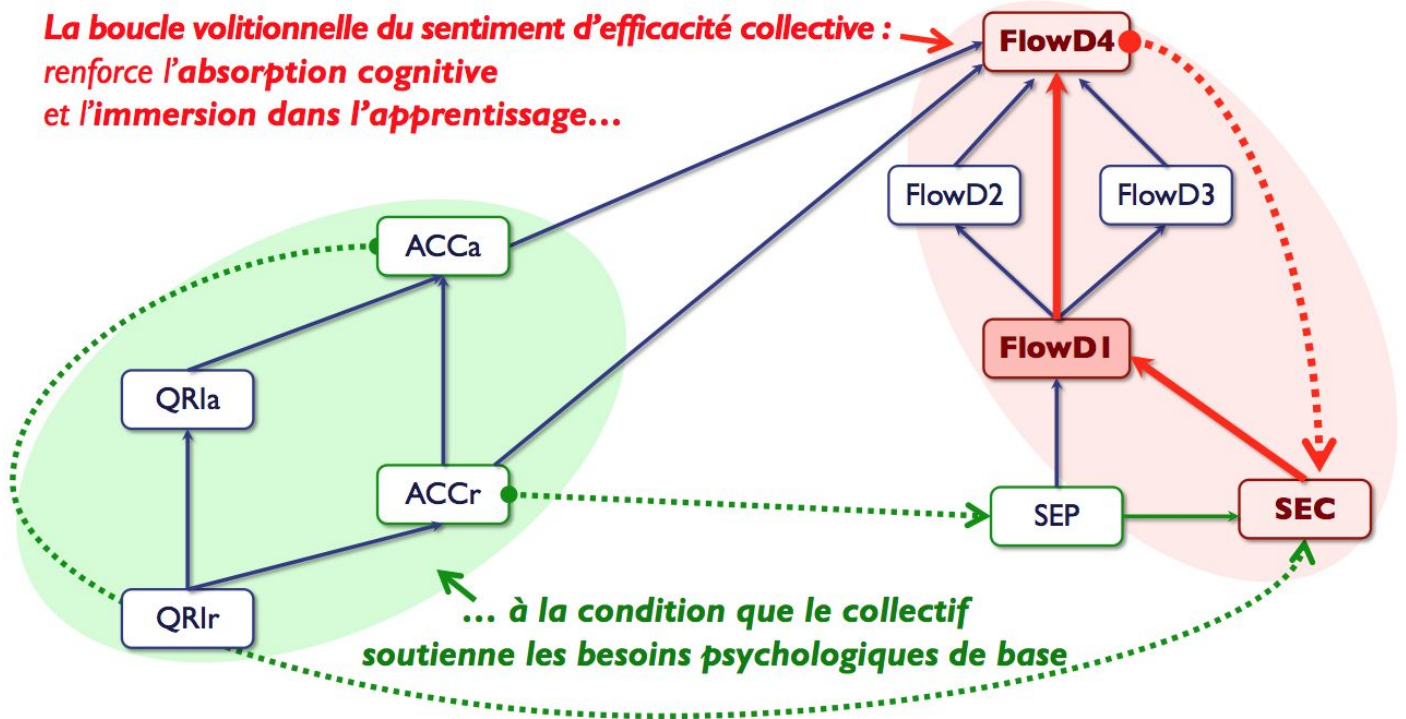 La boucle volitionnelle du sentiment d’efficacité collective :
renforce l’absorption cognitive
et l’immersion dans l’apprentissage...
FlowD4
FlowD2
FlowD3
ACCa
FlowD1
QRIa
ACCr
SEP
SEC
QRIr
... à la condition que le collectif
soutienne les besoins psychologiques de base